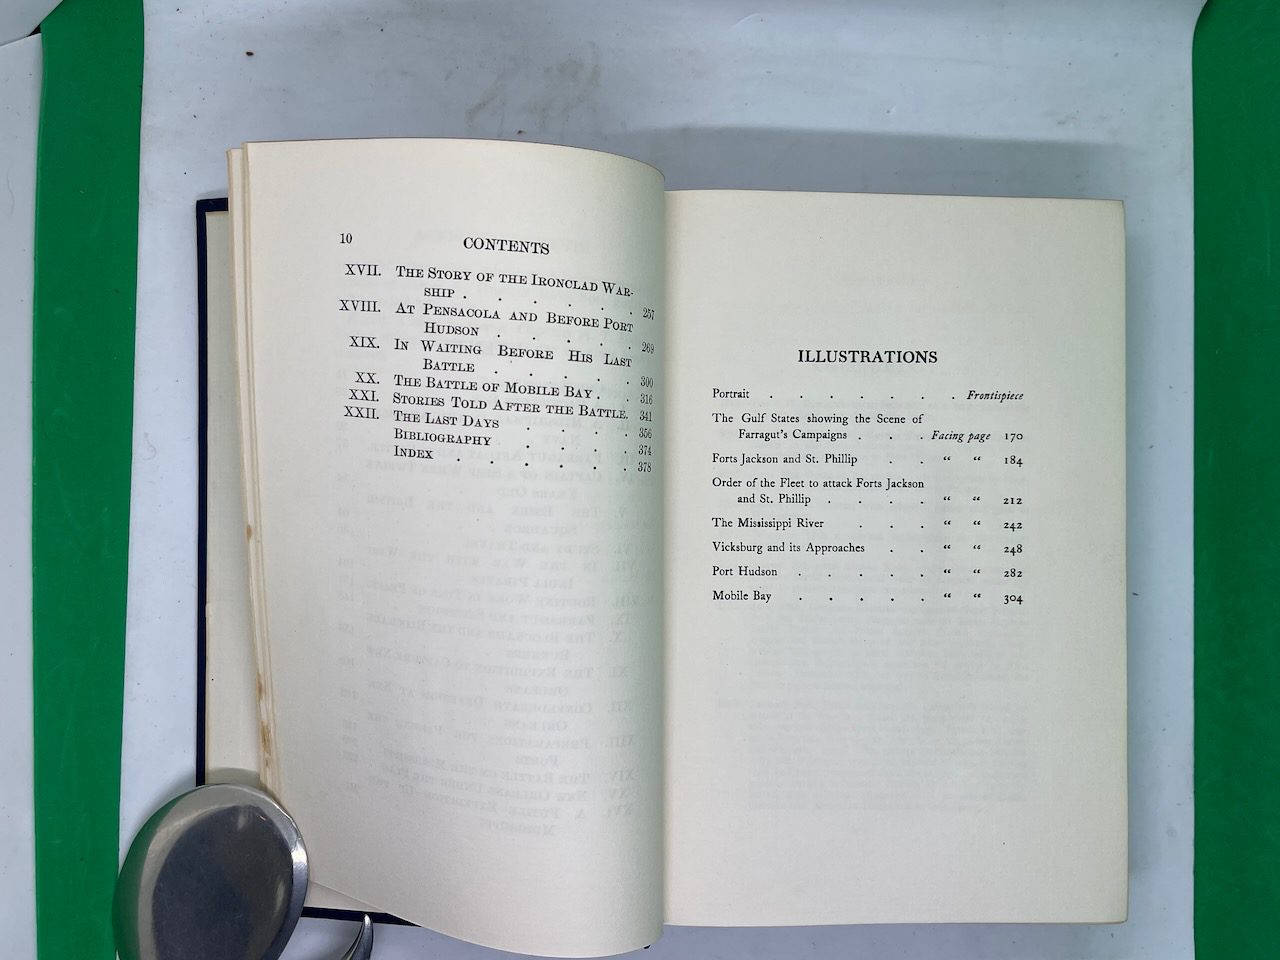 10 CONTENTS
XVII. The Story of the Ironclad War-
ship . . . . . . 257
XVIII. At Pensacola and Before Port
Hudson . . . . . 269
XIX. In Waiting Before His Last
Battle . . . . . 300
XX. The Battle of Mobile Bay . . 316
XXI. Stories Told After the Battle. 341
XXII. The Last Days . . . . 356
Bibliography . . . . 374
Index . . . . . . 378
ILLUSTRATIONS
Portrait . . . . . . . Frontispiece
The Gulf States showing the Scene of
Farragut's Campaigns . . . Facing page 170
Forts Jackson and St. Phillip . . “ “ 184
Order of the Fleet to attack Forts Jackson
and St. Phillip . . . . “ “ 212
The Mississippi River . . . “ “ 242
Vicksburg and its Approaches . . “ “ 248
Port Hudson . . . . . “ “ 282
Mobile Bay . . . . . “ “ 304